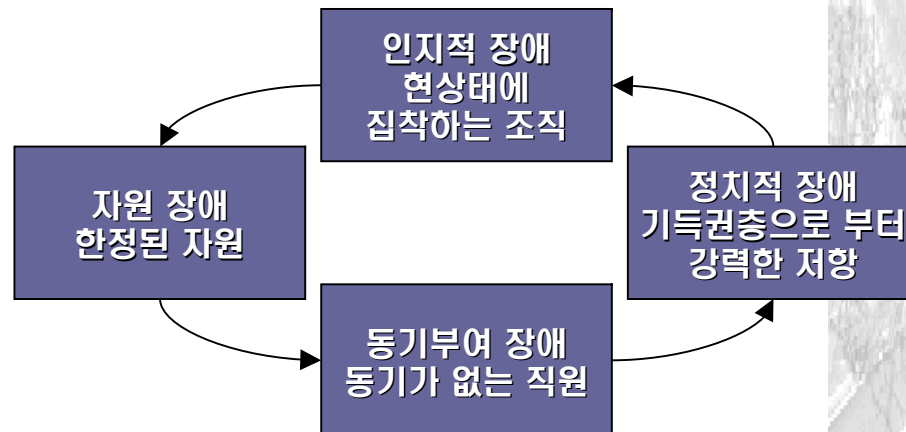 인지적 장애
현상태에
집착하는 조직
자원 장애
한정된 자원
정치적 장애
기득권층으로 부터
강력한 저항
동기부여 장애
동기가 없는 직원